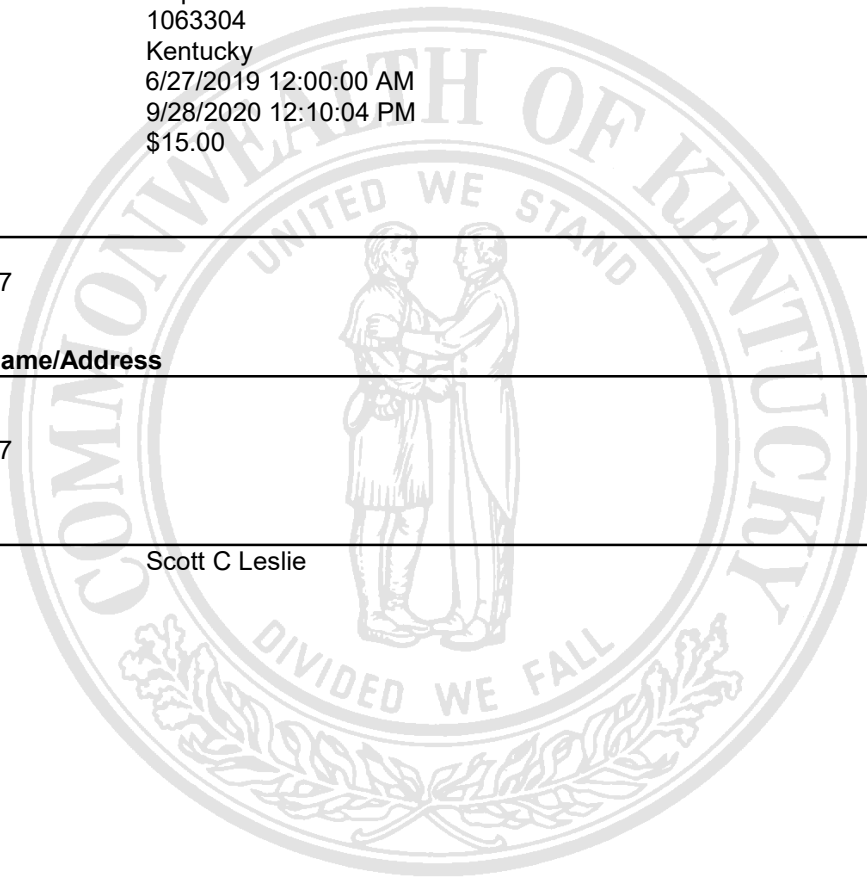 1063304
Kentucky
6/27/2019 12:00:00 AM
9/28/2020 12:10:04 PM
$15.00
7
ame/Address
7
Scott C Leslie
COMMONWEALTH OF KENTUCKY
UNITED WE STAND
DIVIDED WE FALL